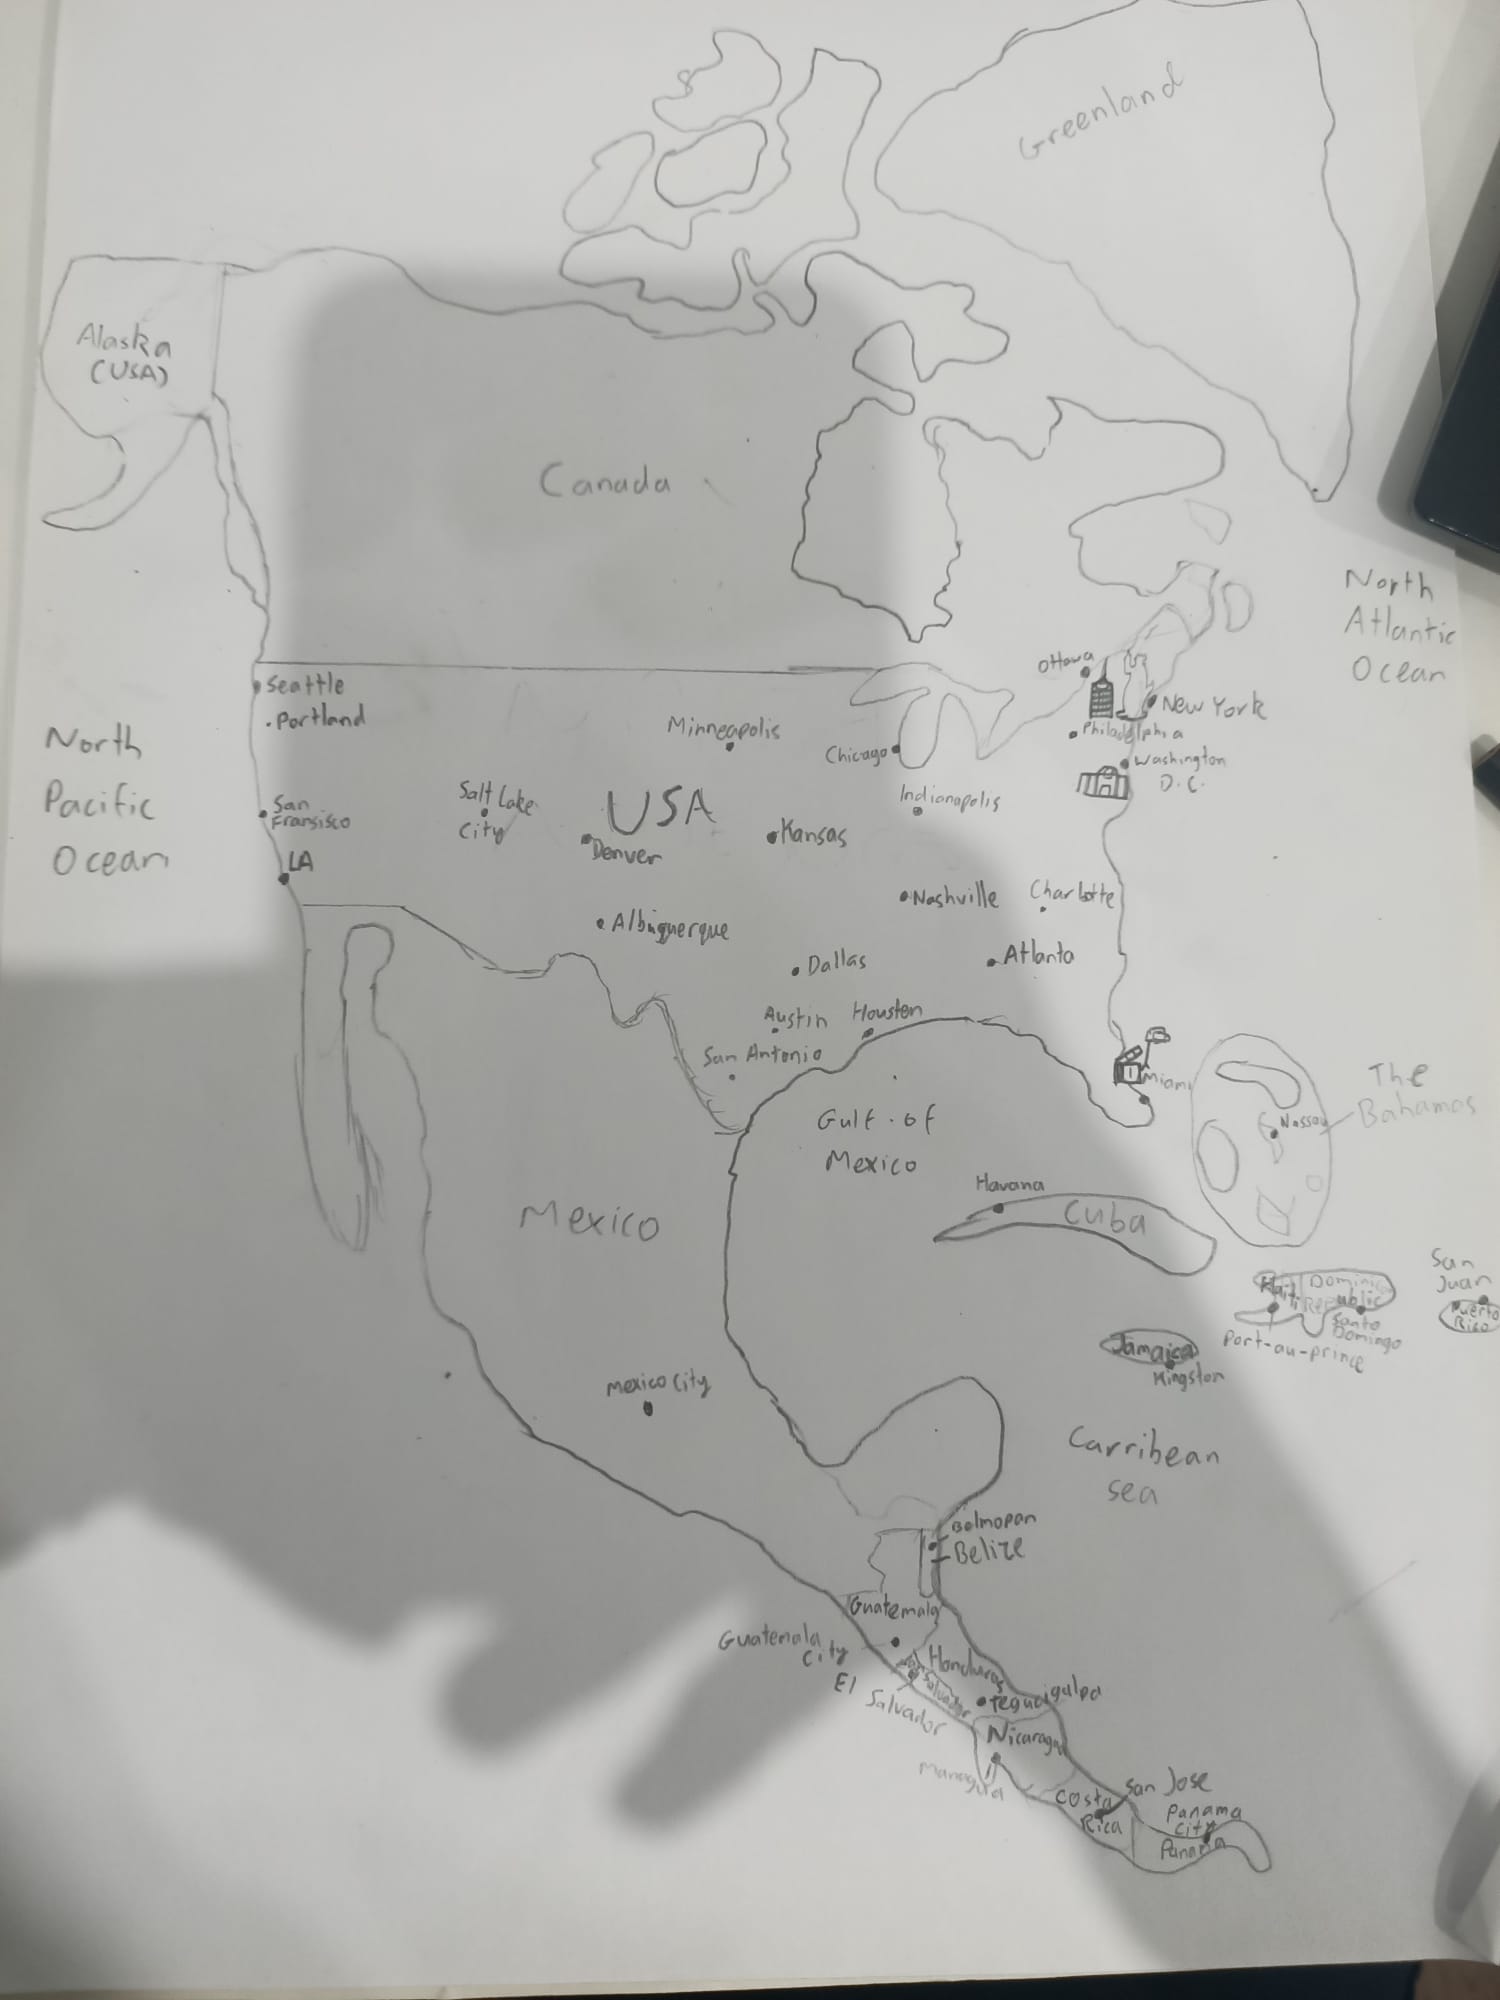 Greenland
Alaska
(USA)
Canada
North
Atlantic
Ocean
Ottawa
Seattle
Portland
New York
Minneapolis
Philadelphia
North
Pacific
Ocean
Chicago
Washington
D.C.
Salt Lake
City
USA
Indianapolis
San
Fransisco
Denver
Kansas
LA
Nashville
Charlotte
Albuquerque
Dallas
Atlanta
Austin
Houston
San Antonio
Miami
The
Bahamas
Nassau
Gulf of
Mexico
Havana
Cuba
Mexico
San
Juan
Haiti
Dominican
Republic
Puerto
Rico
Santo
Domingo
Port-au-prince
Jamaica
Kingston
Mexico City
Carribean
sea
Belmopan
Belize
Guatemala
Guatemala
City
Honduras
San Salvador
El
Salvador
Tegucigalpa
Nicaragua
Managua
San Jose
Costa
Rica
Panama
City
Panama